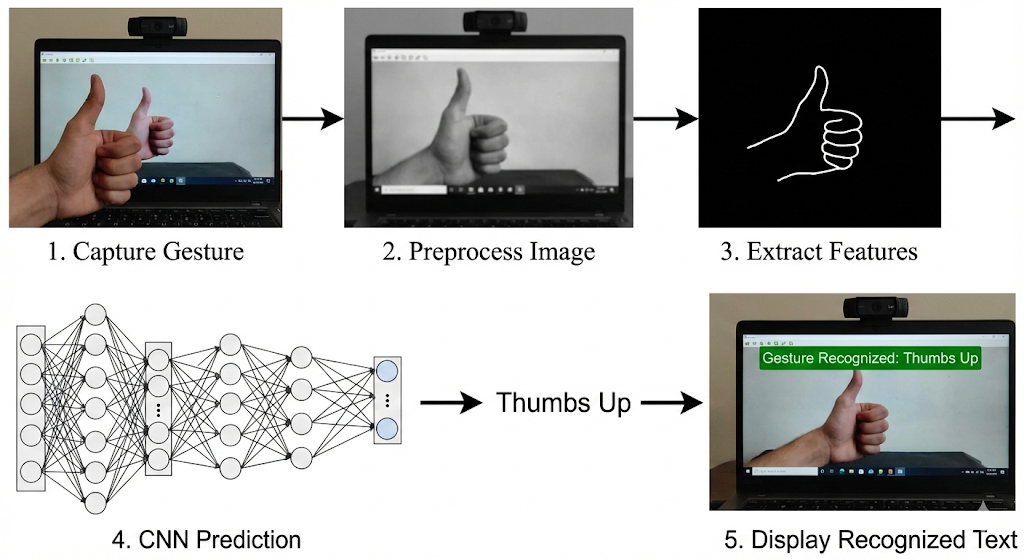 1. Capture Gesture
2. Preprocess Image
3. Extract Features
Thumbs Up
Gesture Recognized: Thumbs Up
4. CNN Prediction
5. Display Recognized Text